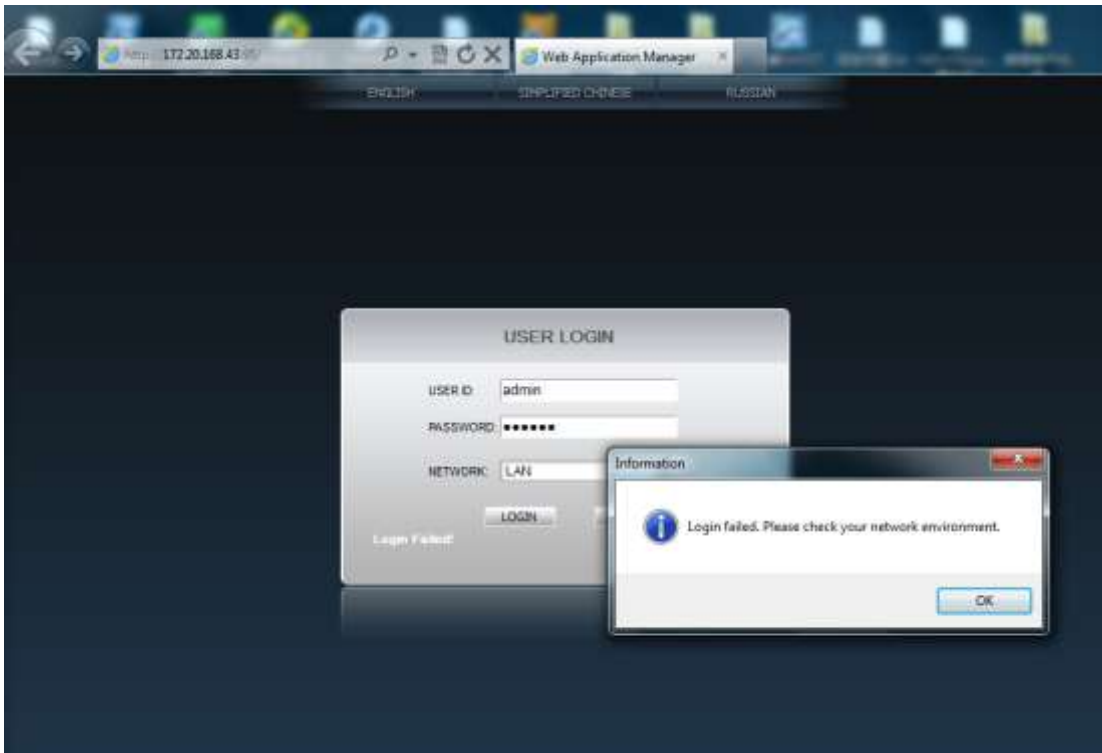 http 172.20.168.43
Web Application Manager
ENGLISH SIMPLIFIED CHINESE RUSSIAN
USER LOGIN
USER ID admin
PASSWORD: ●●●●●●
NETWORK: LAN
LOGIN
Login Failed!
Information
Login failed. Please check your network environment.
OK